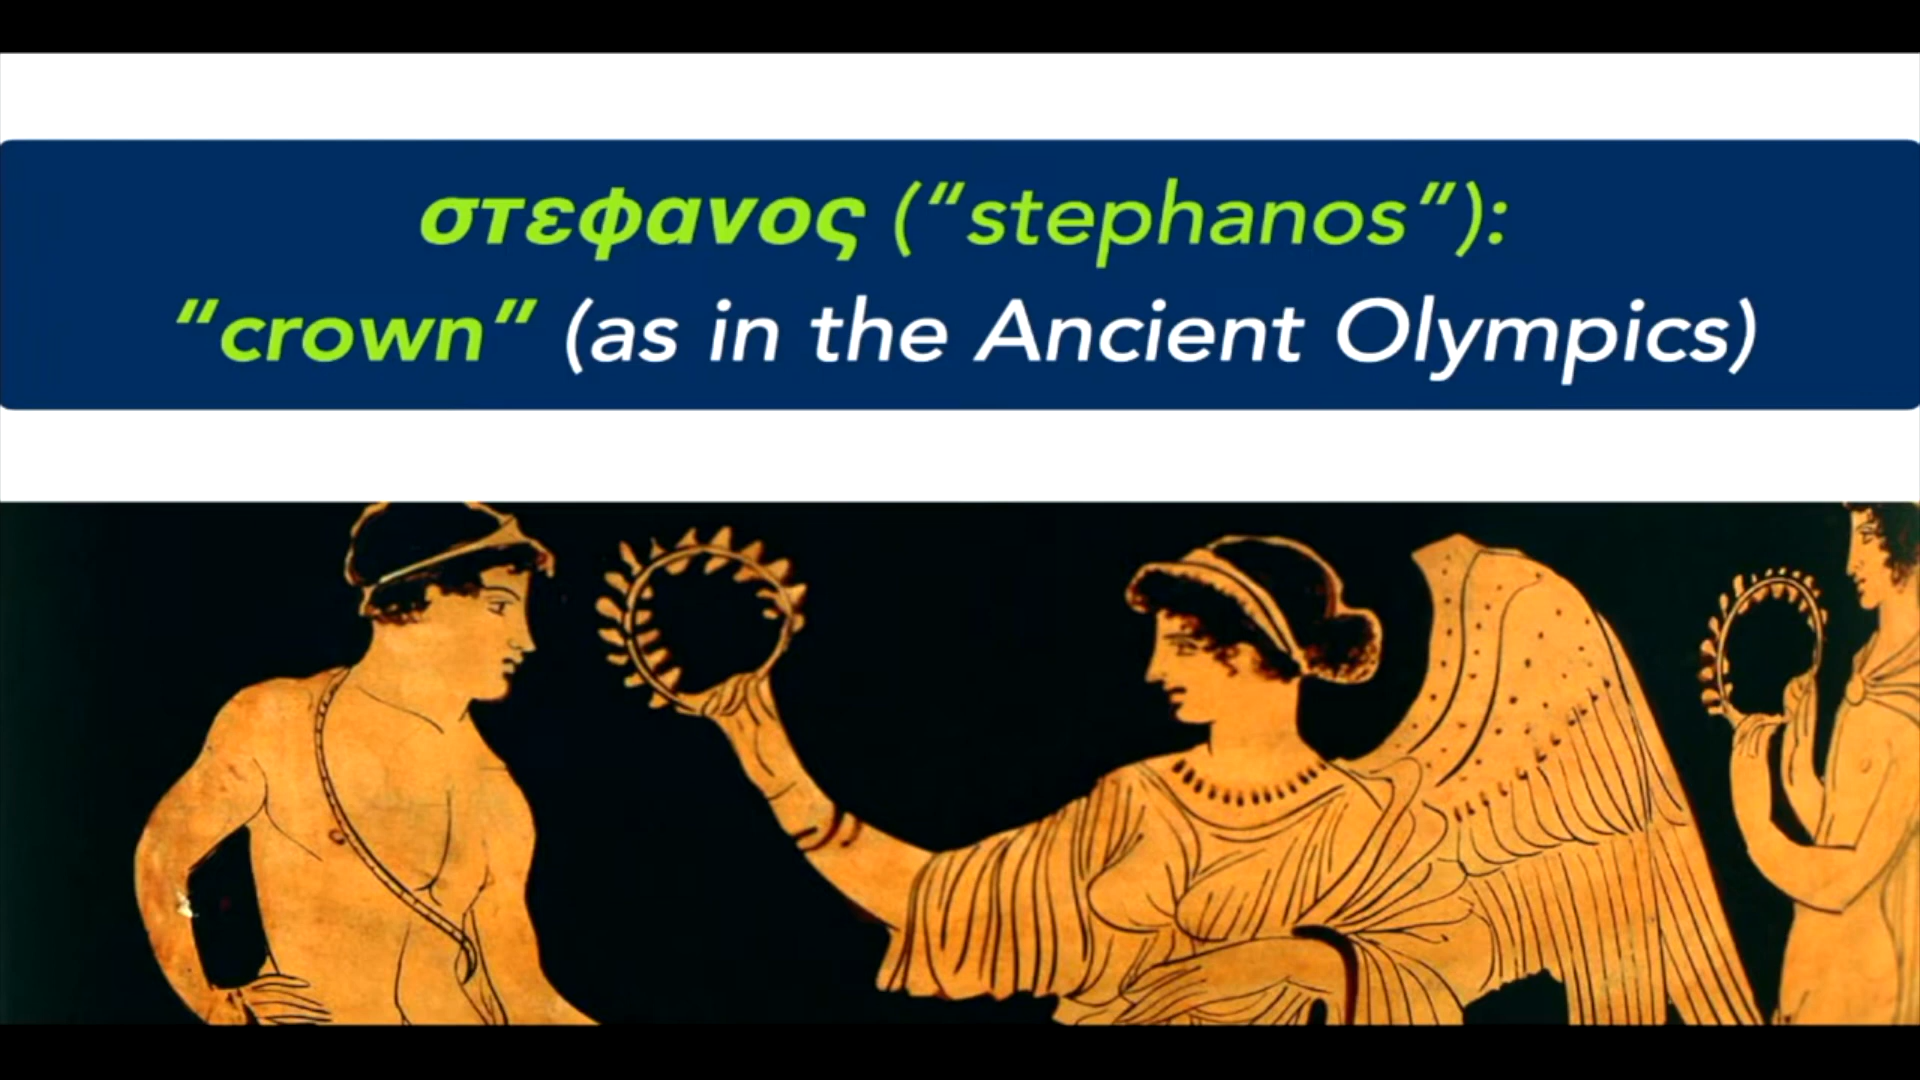 στεφανος (“stephanos”):
“crown” (as in the Ancient Olympics)